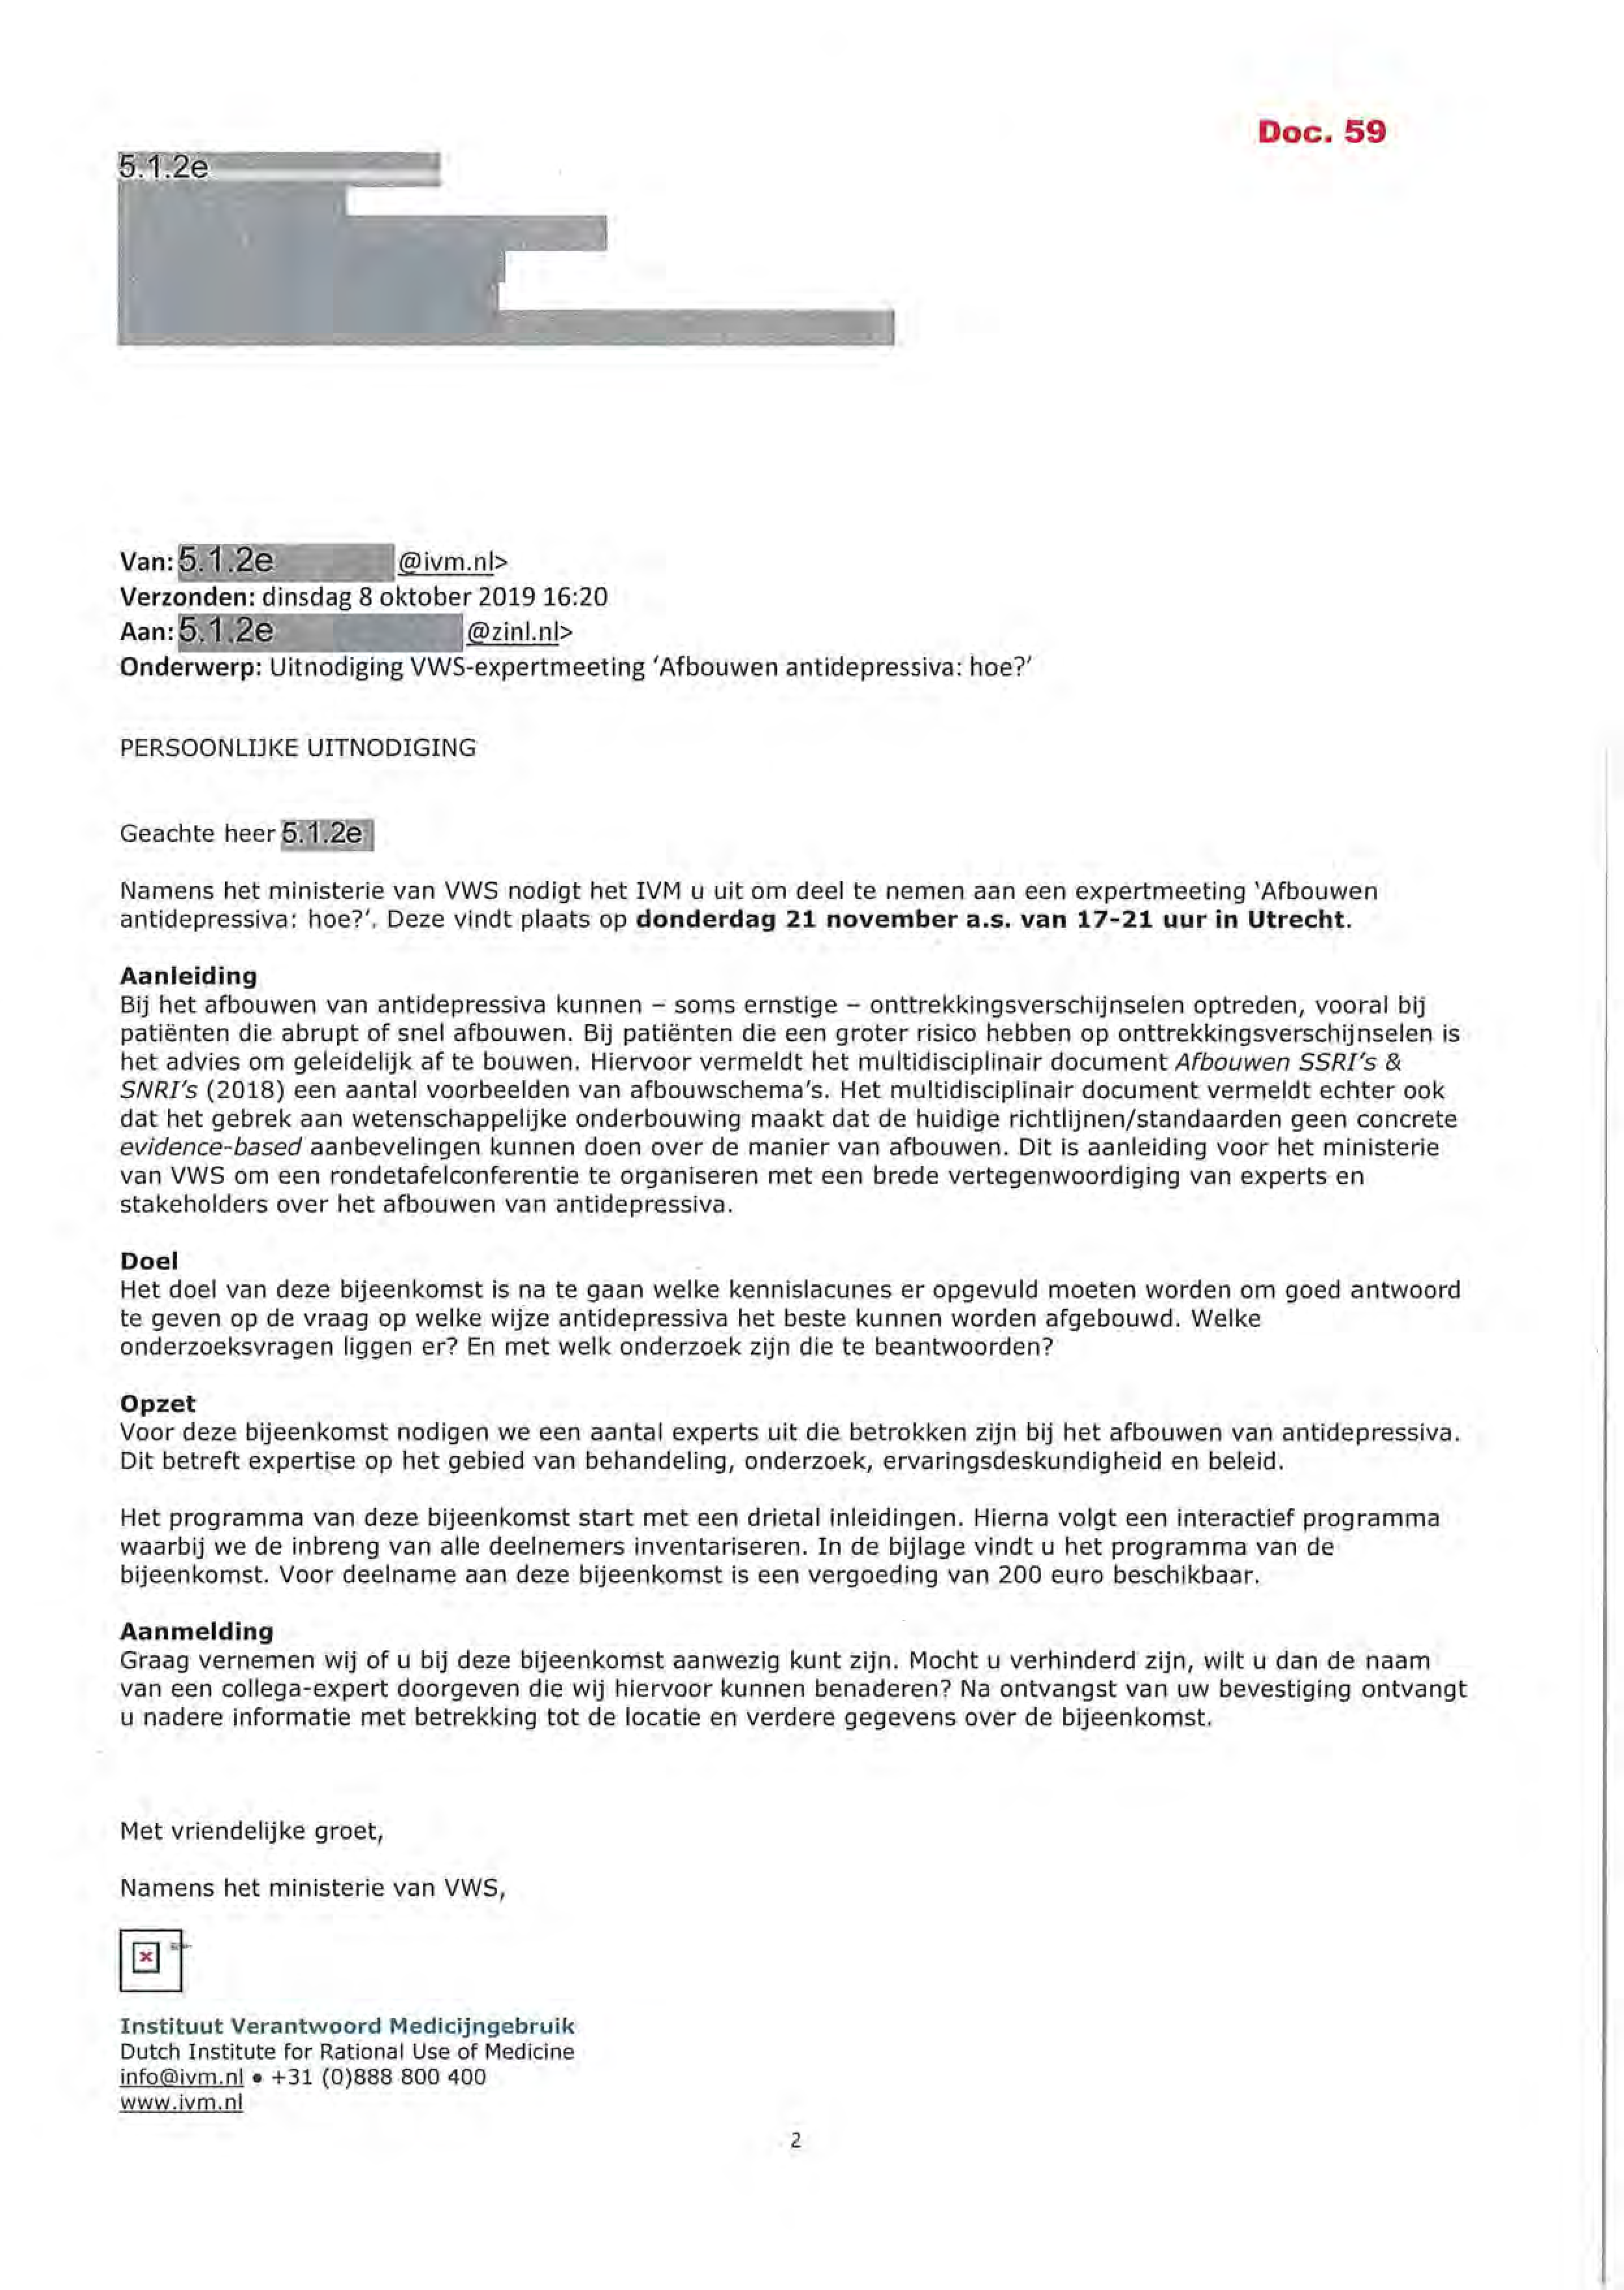 Doc. 59
5.1.2e
Van: 5.1.2e @ivm.nl>
Verzonden: dinsdag 8 oktober 2019 16:20
Aan: 5.1.2e @zinl.nl>
Onderwerp: Uitnodiging VWS-expertmeeting ‘Afbouwen antidepressiva: hoe?’
PERSOONLIJKE UITNODIGING
Geachte heer 5.1.2e
Namens het ministerie van VWS nodigt het IVM u uit om deel te nemen aan een expertmeeting ‘Afbouwen
antidepressiva: hoe?’. Deze vindt plaats op donderdag 21 november a.s. van 17-21 uur in Utrecht.
Aanleiding
Bij het afbouwen van antidepressiva kunnen – soms ernstige – onttrekkingsverschijnselen optreden, vooral bij
patiënten die abrupt of snel afbouwen. Bij patiënten die een groter risico hebben op onttrekkingsverschijnselen is
het advies om geleidelijk af te bouwen. Hiervoor vermeldt het multidisciplinair document Afbouwen SSRI’s &
SNRI’s (2018) een aantal voorbeelden van afbouwschema’s. Het multidisciplinair document vermeldt echter ook
dat het gebrek aan wetenschappelijke onderbouwing maakt dat de huidige richtlijnen/standaarden geen concrete
evidence-based aanbevelingen kunnen doen over de manier van afbouwen. Dit is aanleiding voor het ministerie
van VWS om een rondetafelconferentie te organiseren met een brede vertegenwoordiging van experts en
stakeholders over het afbouwen van antidepressiva.
Doel
Het doel van deze bijeenkomst is na te gaan welke kennislacunes er opgevuld moeten worden om goed antwoord
te geven op de vraag op welke wijze antidepressiva het beste kunnen worden afgebouwd. Welke
onderzoeksvragen liggen er? En met welk onderzoek zijn die te beantwoorden?
Opzet
Voor deze bijeenkomst nodigen we een aantal experts uit die betrokken zijn bij het afbouwen van antidepressiva.
Dit betreft expertise op het gebied van behandeling, onderzoek, ervaringsdeskundigheid en beleid.
Het programma van deze bijeenkomst start met een drietal inleidingen. Hierna volgt een interactief programma
waarbij we de inbreng van alle deelnemers inventariseren. In de bijlage vindt u het programma van de
bijeenkomst. Voor deelname aan deze bijeenkomst is een vergoeding van 200 euro beschikbaar.
Aanmelding
Graag vernemen wij of u bij deze bijeenkomst aanwezig kunt zijn. Mocht u verhinderd zijn, wilt u dan de naam
van een collega-expert doorgeven die wij hiervoor kunnen benaderen? Na ontvangst van uw bevestiging ontvangt
u nadere informatie met betrekking tot de locatie en verdere gegevens over de bijeenkomst.
Met vriendelijke groet,
Namens het ministerie van VWS,
Instituut Verantwoord Medicijngebruik
Dutch Institute for Rational Use of Medicine
info@ivm.nl • +31 (0)888 800 400
www.ivm.nl
2